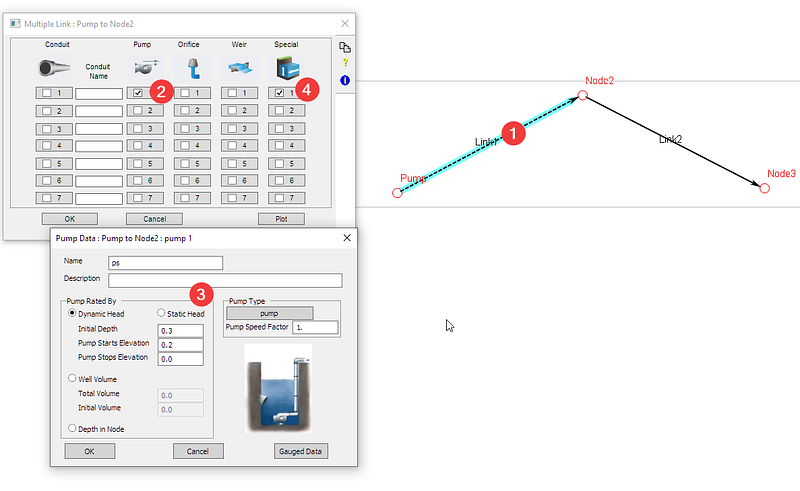 Multiple Link : Pump to Node2
Conduit Pump Orifice Weir Special
Conduit Name
1 2 1 1 1 4
2 2 2 2 2
3 3 3 3 3
4 4 4 4 4
5 5 5 5 5
6 6 6 6 6
7 7 7 7 7
OK Cancel Plot
?
Node2
1
Link1
Link2
Pump
Node3
Pump Data : Pump to Node2 : pump 1
Name ps
Description
3
Pump Rated By
Dynamic Head Static Head
Initial Depth 0.3
Pump Starts Elevation 0.2
Pump Stops Elevation 0.0
Well Volume
Total Volume 0.0
Initial Volume 0.0
Depth in Node
Pump Type
pump
Pump Speed Factor 1.
OK Cancel Gauged Data